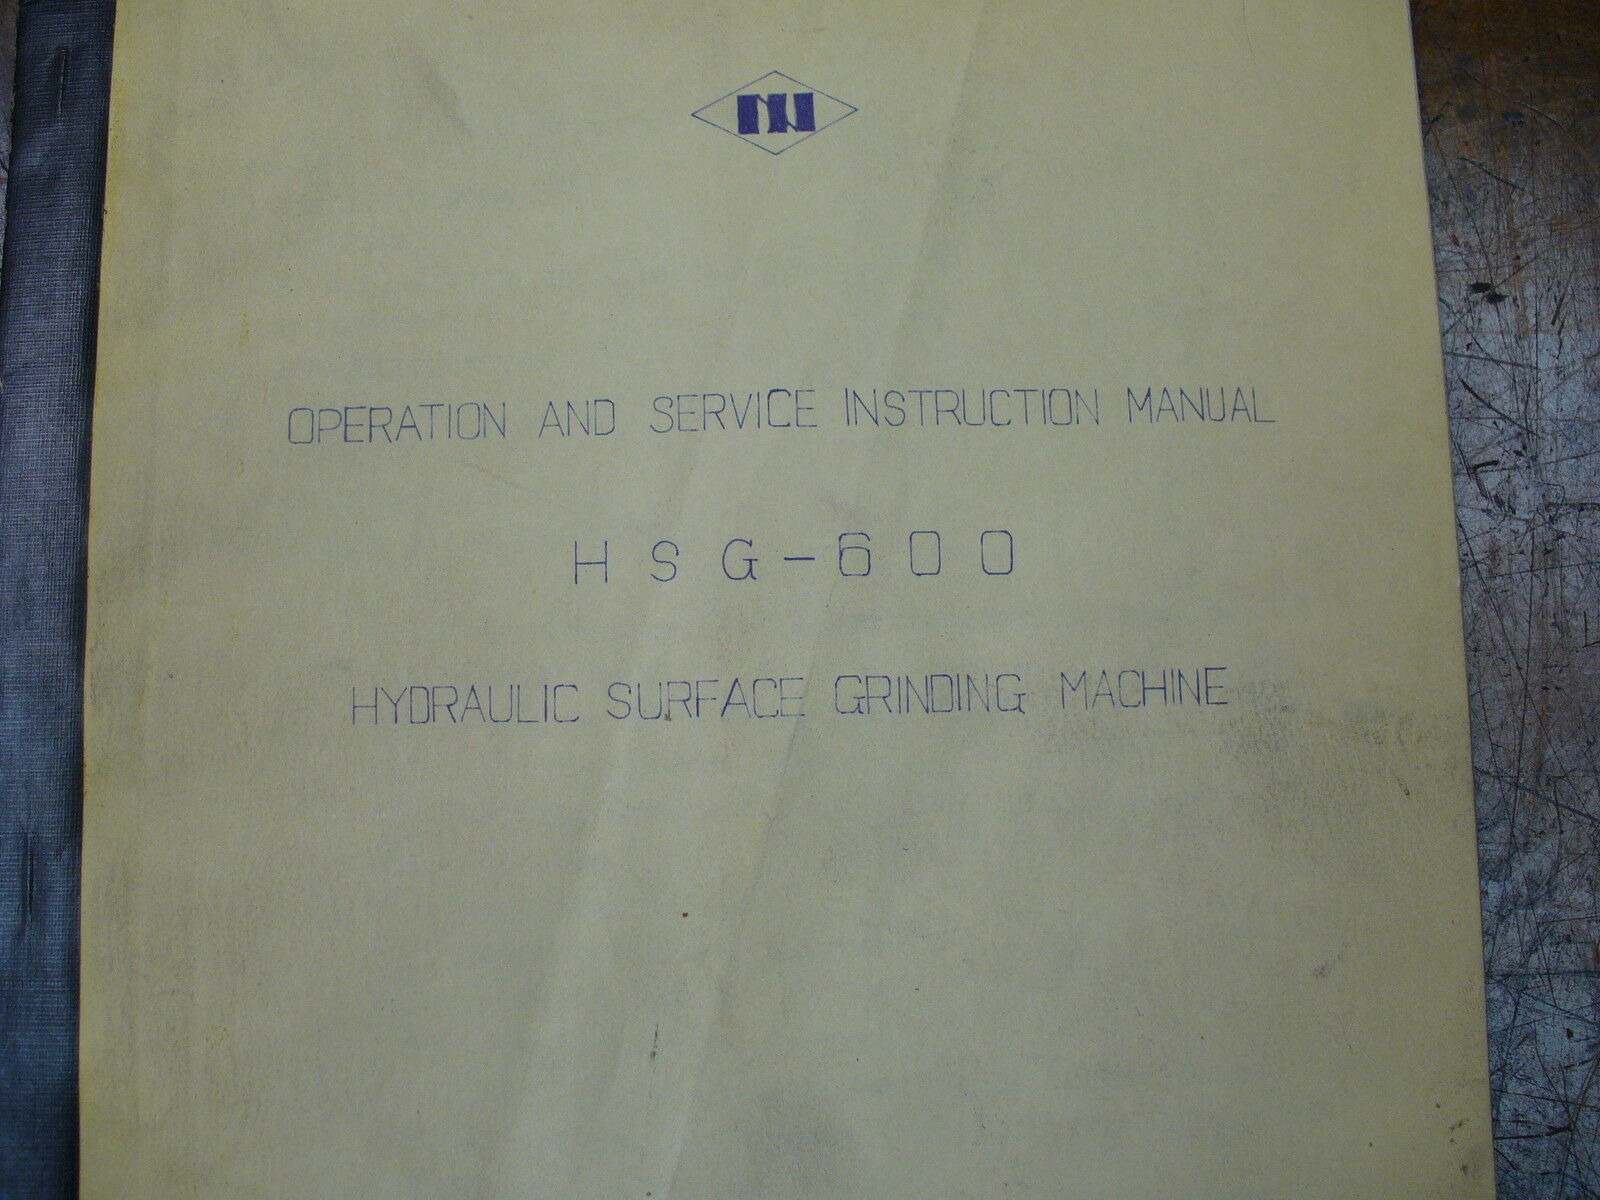 OPERATION AND SERVICE INSTRUCTION MANUAL
HSG-600
HYDRAULIC SURFACE GRINDING MACHINE